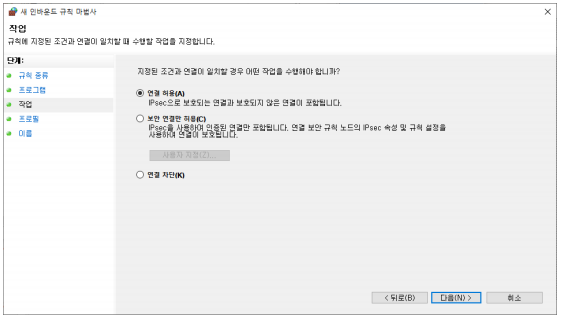 새 인바운드 규칙 마법사
작업
규칙에 지정된 조건과 연결이 일치할 때 수행할 작업을 지정합니다.
단계:
규칙 종류
프로그램
작업
프로필
이름
지정된 조건과 연결이 일치할 경우 어떤 작업을 수행해야 합니까?
연결 허용(A)
IPsec으로 보호되는 연결과 보호되지 않은 연결이 포함됩니다.
보안 연결만 허용(C)
IPsec을 사용하여 인증된 연결만 포함됩니다. 연결 보안 규칙 노드의 IPsec 속성 및 규칙 설정을
사용하여 연결이 보호됩니다.
사용자 지정(Z)...
연결 차단(K)
< 뒤로(B)
다음(N) >
취소